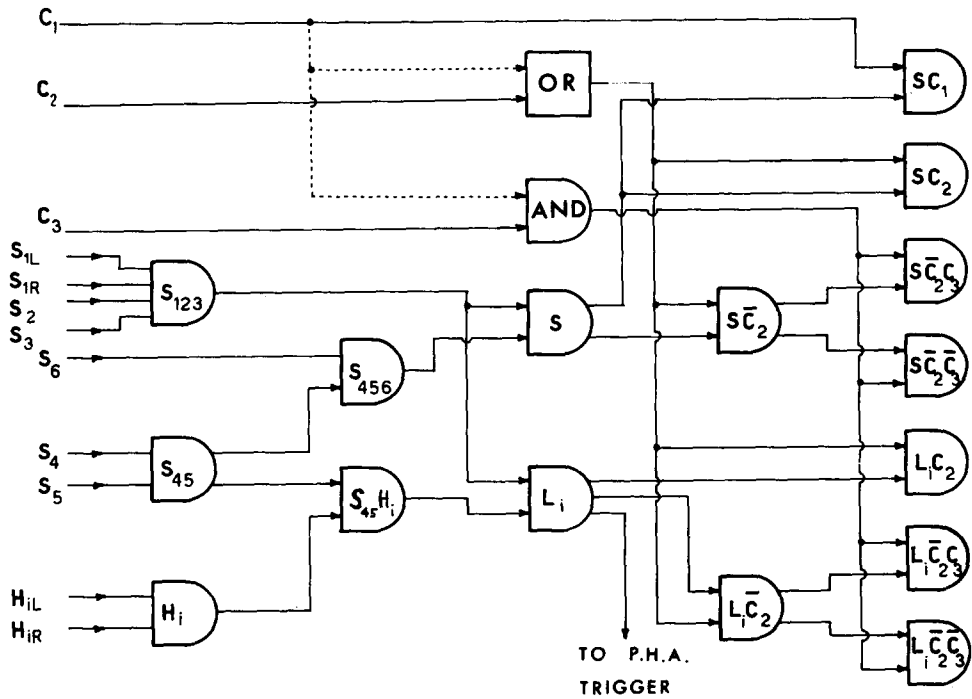 C₁
C₂
OR
SC₁
SC₂
C₃
AND
S₁L
S₁R
S₂
S₃
S₁₂₃
SC̅₂C₃
S
SC̅₂
S₆
S₄₅₆
SC̅₂C̅₃
S₄
S₅
S₄₅
S₄₅Hᵢ
Lᵢ
LᵢC₂
LᵢC̅₂C₃
HᵢL
HᵢR
Hᵢ
LᵢC̅₂
LᵢC̅₂C̅₃
TO P.H.A.
TRIGGER